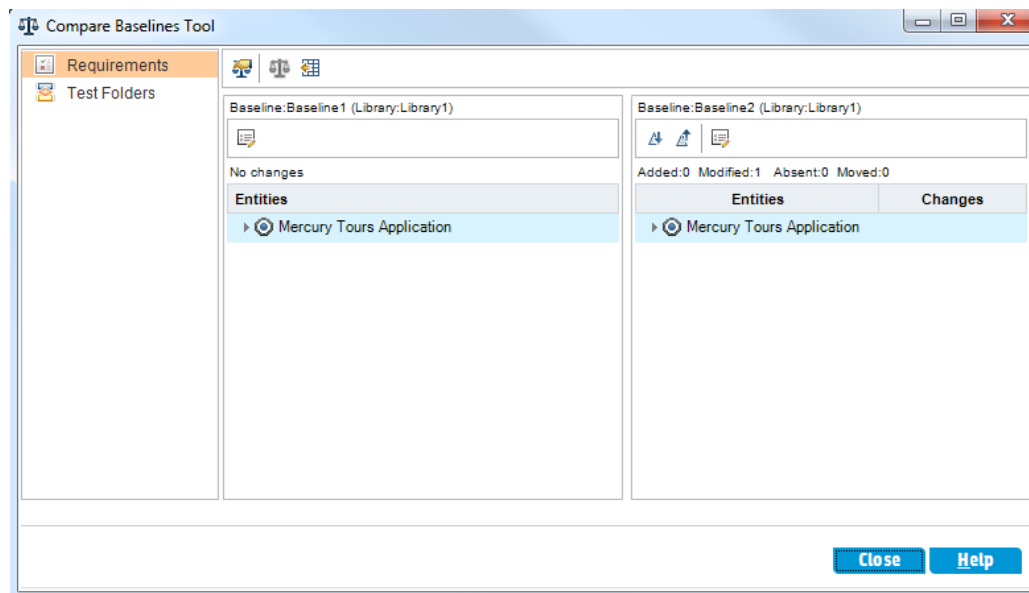 Compare Baselines Tool
Requirements
Test Folders
Baseline:Baseline1 (Library:Library1)
No changes
Entities
Mercury Tours Application
Baseline:Baseline2 (Library:Library1)
Added:0 Modified:1 Absent:0 Moved:0
Entities Changes
Mercury Tours Application
Close Help